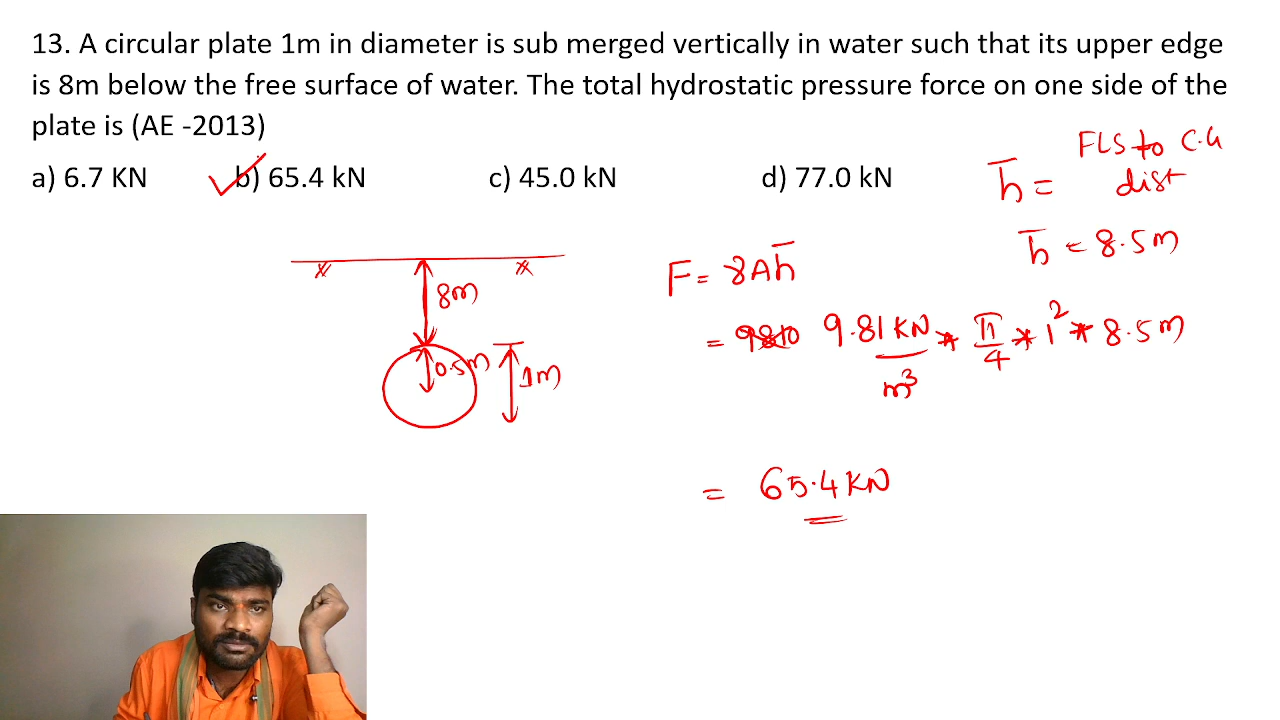 13. A circular plate 1m in diameter is sub merged vertically in water such that its upper edge
is 8m below the free surface of water. The total hydrostatic pressure force on one side of the
plate is (AE -2013)
a) 6.7 KN b) 65.4 kN c) 45.0 kN d) 77.0 kN
h̅ = FLS to C.G
dist
h̅ = 8.5m
F = γAh̅
8m
= 9810 9.81 KN/m³ * π/4 * 1² * 8.5m
0.5m
1m
= 65.4 KN